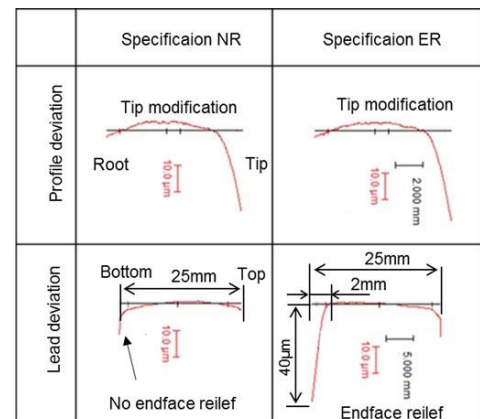 Specificaion NR
Specificaion ER
Profile deviation
Tip modification
Root
Tip
10.0 µm
Tip modification
10.0 µm
2.000 mm
Lead deviation
Bottom
25mm
Top
10.0 µm
No endface reilef
25mm
2mm
40µm
10.0 µm
5.000 mm
Endface relief